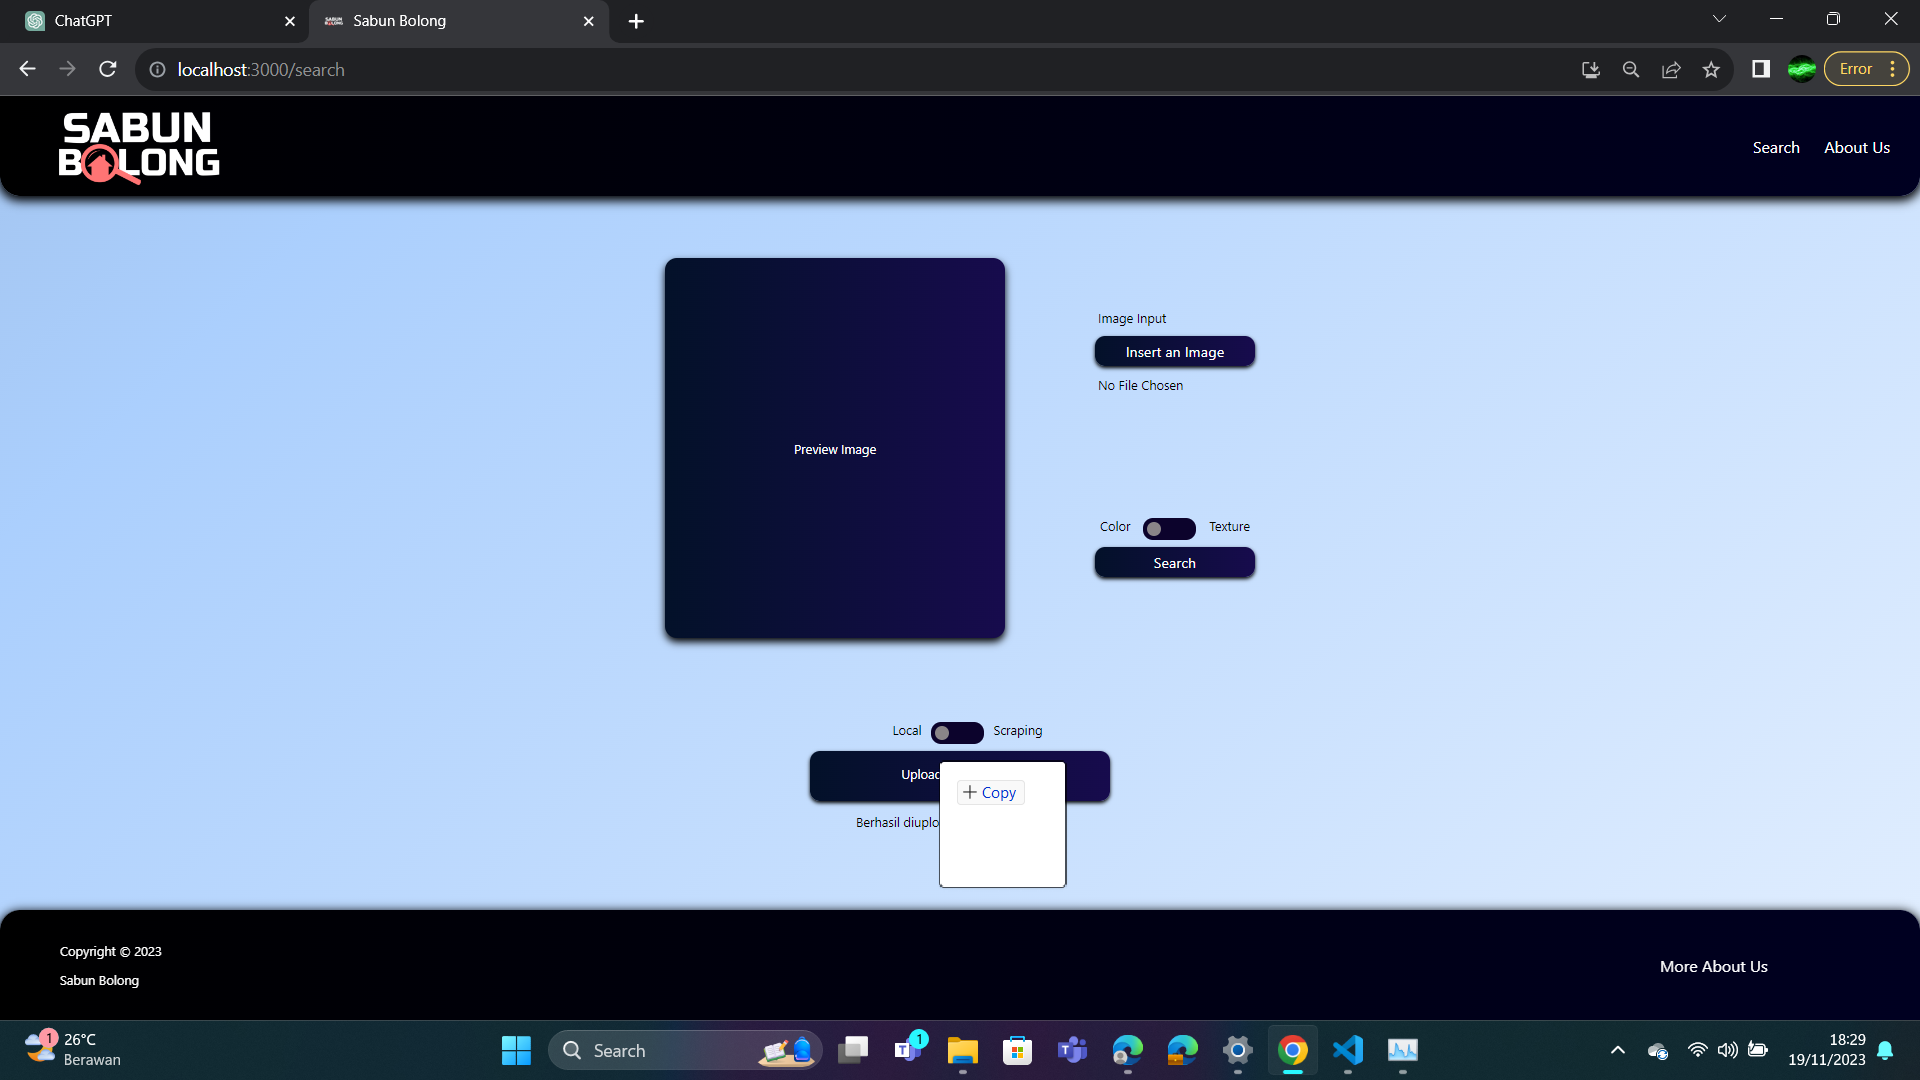 ChatGPT
Sabun Bolong
localhost:3000/search
Error
SABUN
BOLONG
Search
About Us
Image Input
Insert an Image
No File Chosen
Preview Image
Color
Texture
Search
Local
Scraping
Copy
Berhasil
Copyright © 2023
Sabun Bolong
More About Us
1
26°C
Berawan
Search
1
18:29
19/11/2023